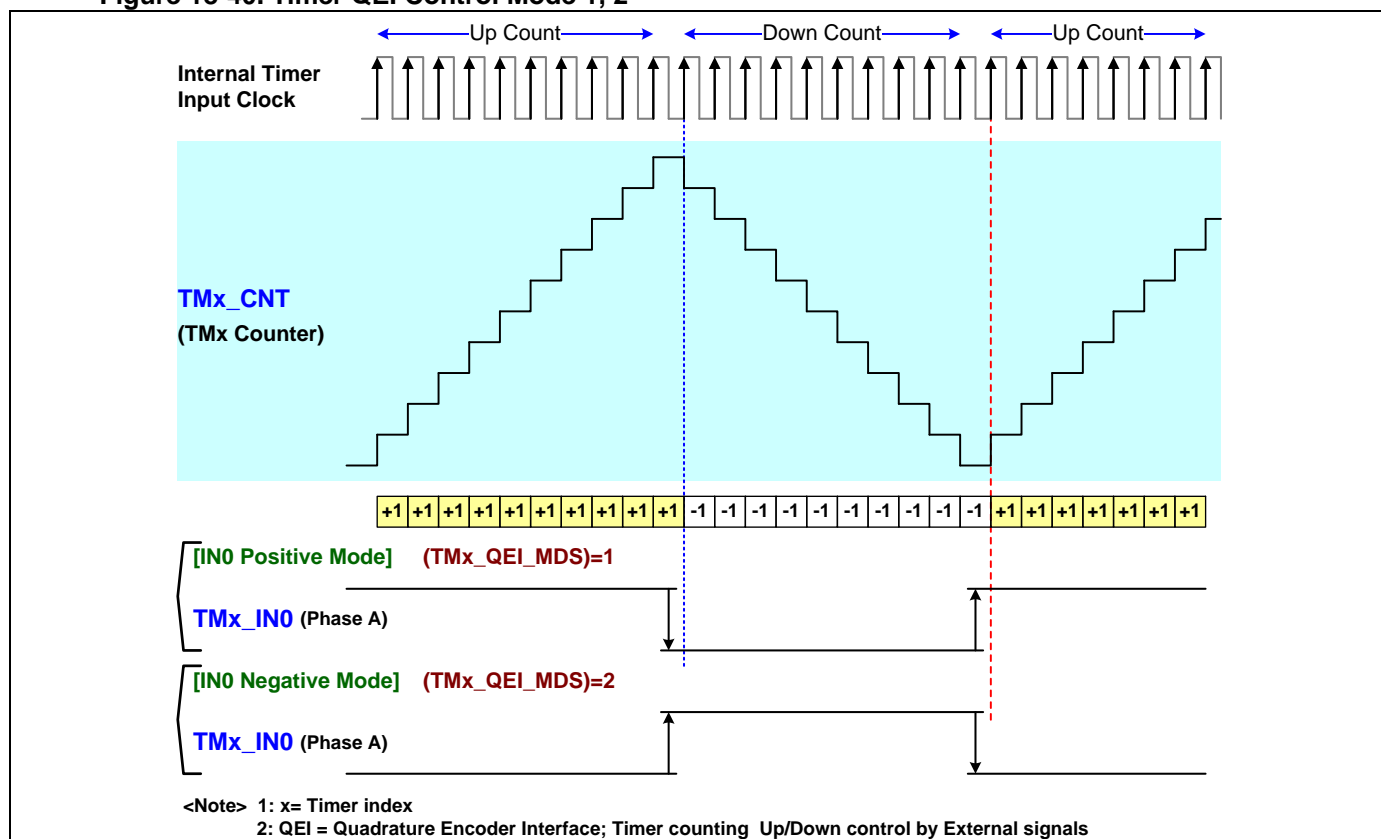 Up Count Down Count Up Count
Internal Timer
Input Clock
TMx_CNT
(TMx Counter)
+1 +1 +1 +1 +1 +1 +1 +1 +1 +1 -1 -1 -1 -1 -1 -1 -1 -1 -1 -1 +1 +1 +1 +1 +1 +1 +1
[IN0 Positive Mode] (TMx_QEI_MDS)=1
TMx_IN0 (Phase A)
[IN0 Negative Mode] (TMx_QEI_MDS)=2
TMx_IN0 (Phase A)
<Note> 1: x= Timer index
2: QEI = Quadrature Encoder Interface; Timer counting Up/Down control by External signals